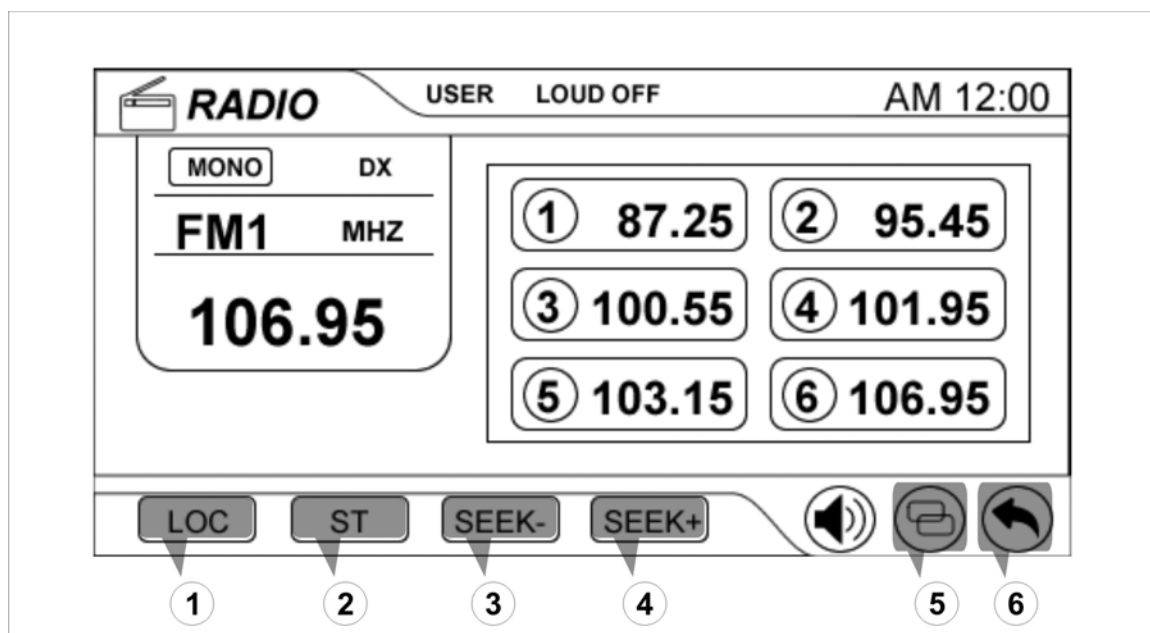 RADIO USER LOUD OFF AM 12:00
MONO DX
FM1 MHZ
106.95
1 87.25 2 95.45
3 100.55 4 101.95
5 103.15 6 106.95
LOC ST SEEK- SEEK+
1 2 3 4 5 6